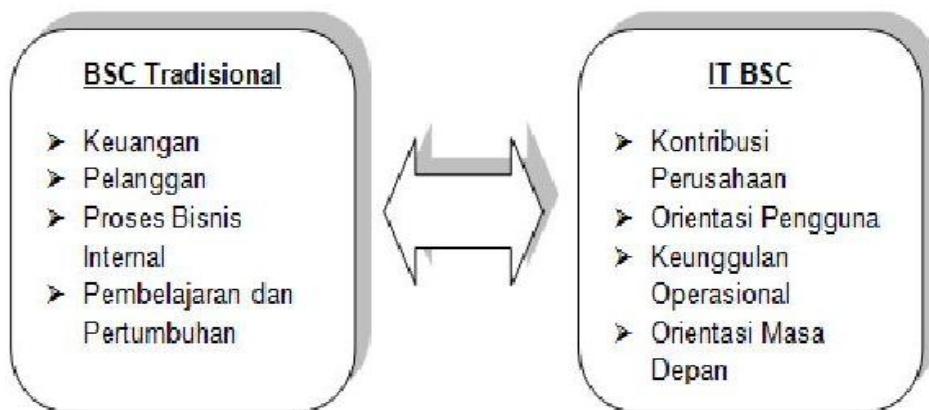 BSC Tradisional
➤ Keuangan
➤ Pelanggan
➤ Proses Bisnis
Internal
➤ Pembelajaran dan
Pertumbuhan
IT BSC
➤ Kontribusi
Perusahaan
➤ Orientasi Pengguna
➤ Keunggulan
Operasional
➤ Orientasi Masa
Depan